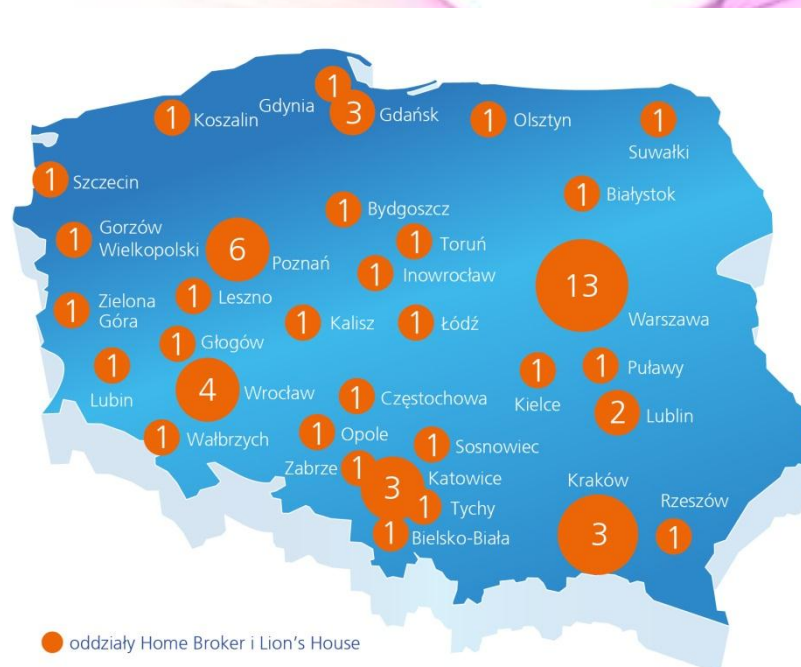 1
Gdynia
3
Gdańsk
1
Koszalin
1
Olsztyn
1
Suwałki
1
Szczecin
1
Białystok
1
Bydgoszcz
1
Gorzów
Wielkopolski
6
Poznań
1
Toruń
1
Inowrocław
13
Warszawa
1
Zielona
Góra
1
Leszno
1
Kalisz
1
Łódź
1
Głogów
1
Lubin
4
Wrocław
1
Częstochowa
1
Kielce
1
Puławy
2
Lublin
1
Wałbrzych
1
Opole
1
Sosnowiec
1
Zabrze
3
Katowice
1
Tychy
1
Bielsko-Biała
Kraków
3
Rzeszów
1
oddziały Home Broker i Lion's House